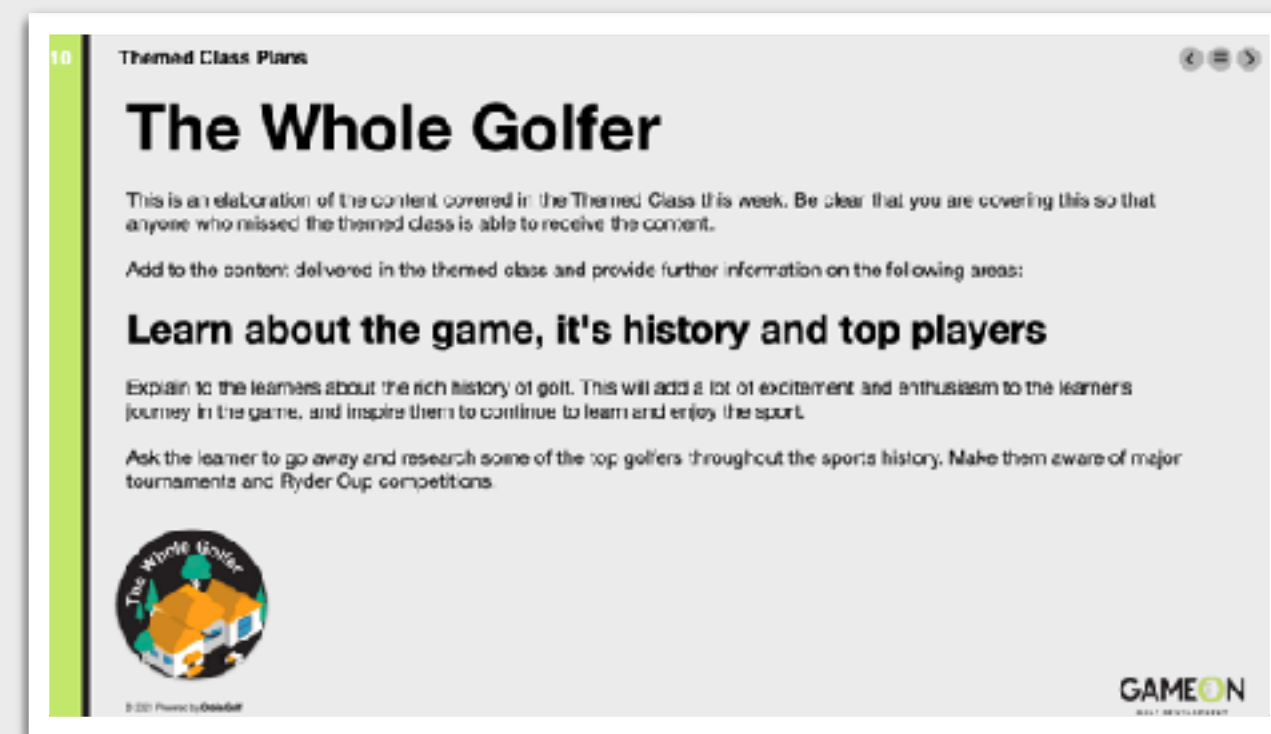 10
Themed Class Plans
The Whole Golfer
This is an elaboration of the content covered in the Themed Class this week. Be clear that you are covering this so that
anyone who missed the themed class is able to receive the content.
Add to the content delivered in the themed class and provide further information on the following areas:
Learn about the game, it's history and top players
Explain to the learners about the rich history of golf. This will add a lot of excitement and enthusiasm to the learner's
journey in the game, and inspire them to continue to learn and enjoy the sport.
Ask the learner to go away and research some of the top golfers throughout the sports history. Make them aware of major
tournaments and Ryder Cup competitions.
The Whole Golfer
© 2021 Powered by
GAMEON
GOLF DEVELOPMENT